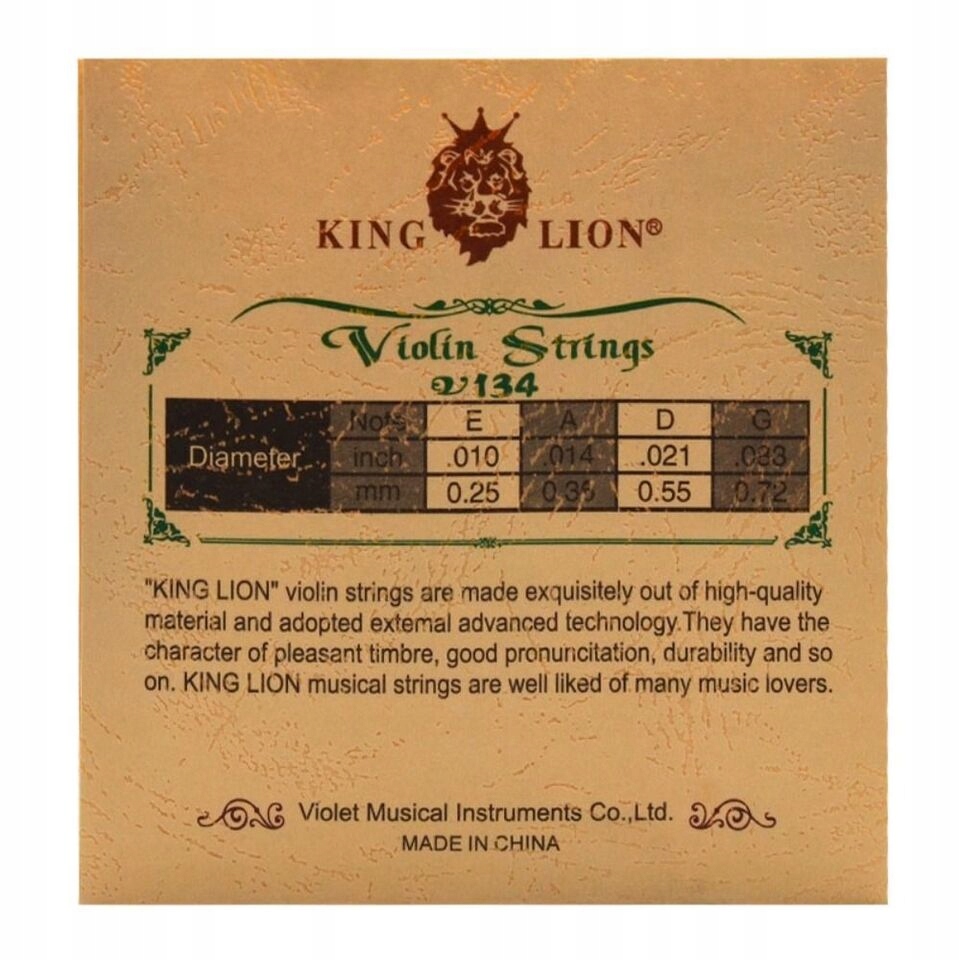 KING LION®
Violin Strings
V134
Note E A D G
Diameter inch .010 .014 .021 .033
mm 0.25 0.36 0.55 0.72
"KING LION" violin strings are made exquisitely out of high-quality
material and adopted external advanced technology.They have the
character of pleasant timbre, good pronuncitation, durability and so
on. KING LION musical strings are well liked of many music lovers.
Violet Musical Instruments Co.,Ltd.
MADE IN CHINA